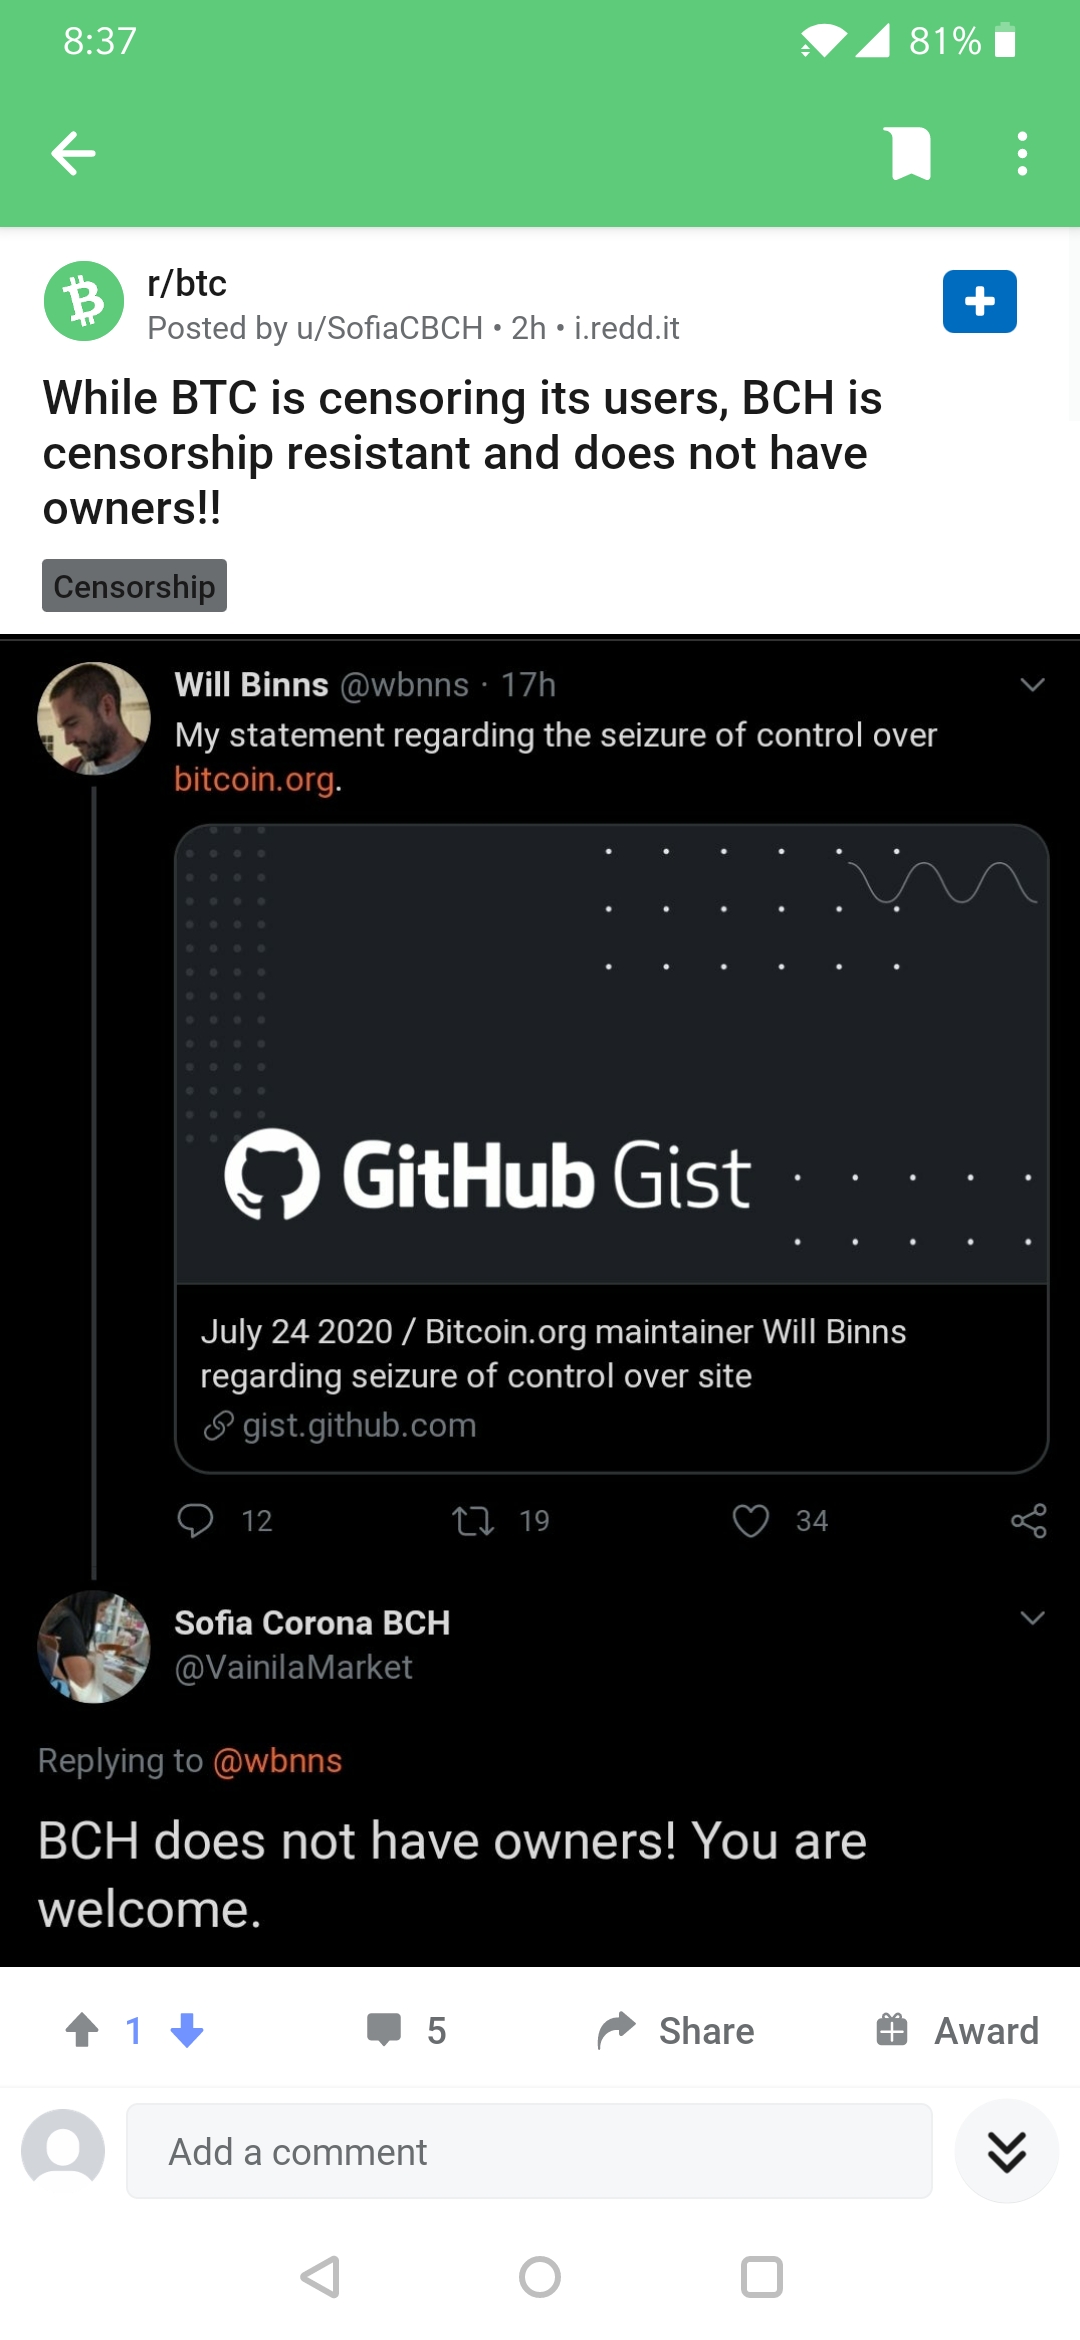 8:37
81%
r/btc
Posted by u/SofiaCBCH • 2h • i.redd.it
While BTC is censoring its users, BCH is
censorship resistant and does not have
owners!!
Censorship
Will Binns @wbnns · 17h
My statement regarding the seizure of control over
bitcoin.org.
GitHub Gist
July 24 2020 / Bitcoin.org maintainer Will Binns
regarding seizure of control over site
gist.github.com
12 19 34
Sofia Corona BCH
@VainilaMarket
Replying to @wbnns
BCH does not have owners! You are
welcome.
1 5 Share Award
Add a comment